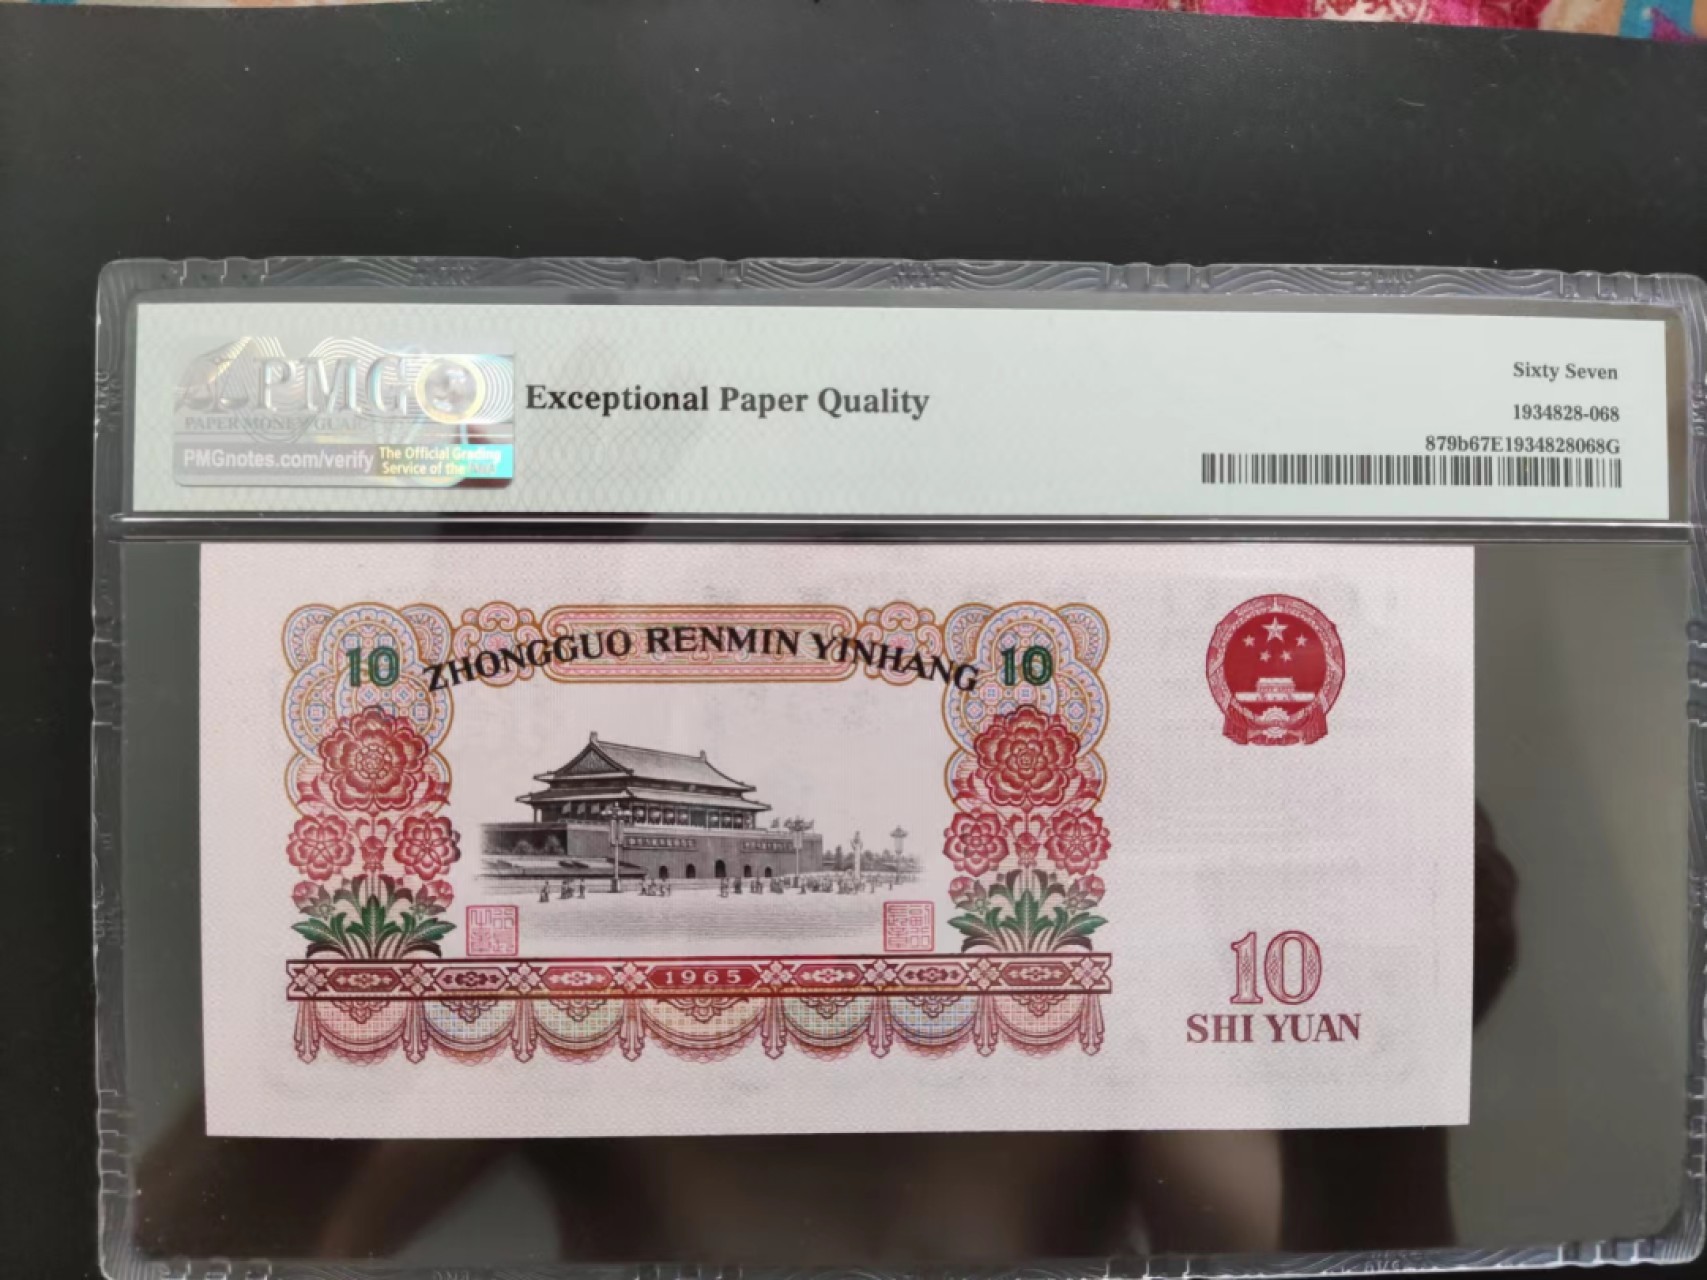 PMG
PAPER MONEY GUAR
PMGnotes.com/verify
The Official Grading
Service of the
Exceptional Paper Quality
Sixty Seven
1934828-068
879b67E1934828068G
10 ZHONGGUO RENMIN YINHANG 10
1965
10
SHI YUAN